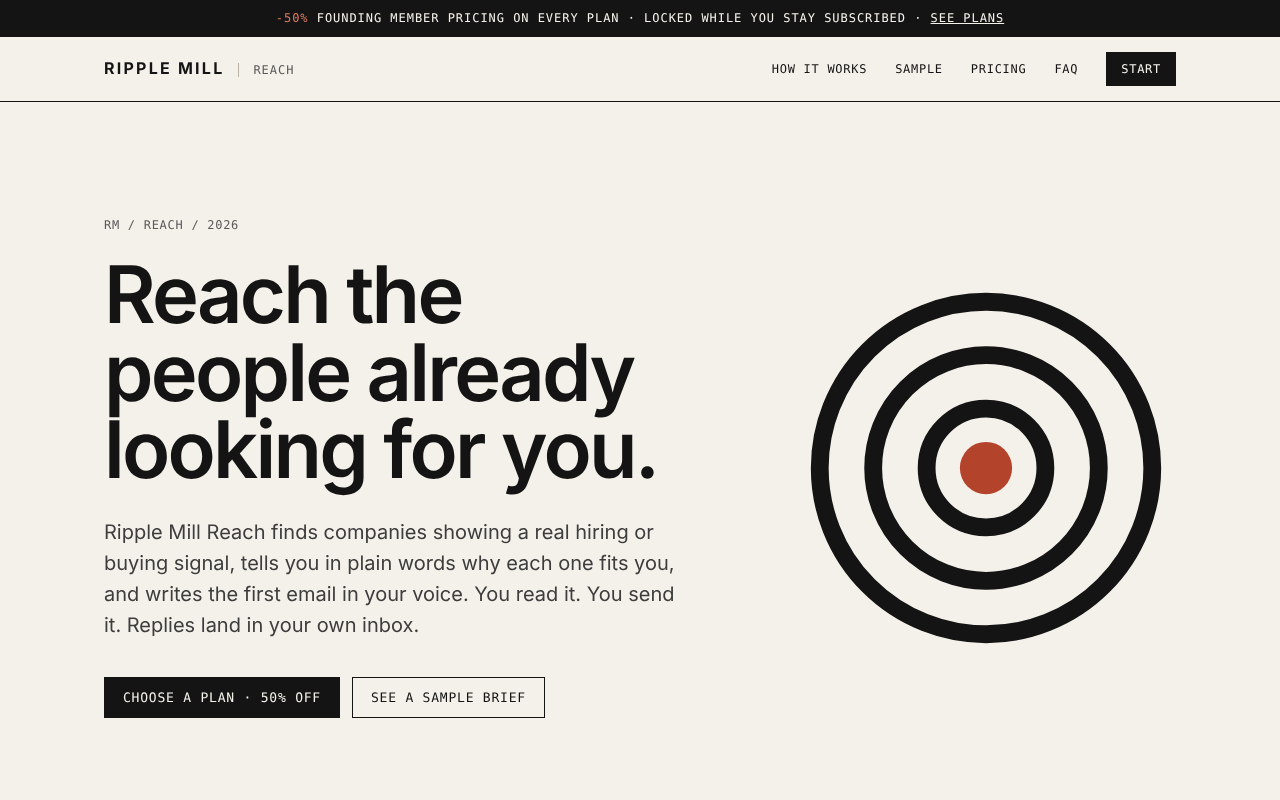 -50% FOUNDING MEMBER PRICING ON EVERY PLAN · LOCKED WHILE YOU STAY SUBSCRIBED · SEE PLANS
RIPPLE MILL | REACH
HOW IT WORKS SAMPLE PRICING FAQ START
RM / REACH / 2026
Reach the
people already
looking for you.
Ripple Mill Reach finds companies showing a real hiring or
buying signal, tells you in plain words why each one fits you,
and writes the first email in your voice. You read it. You send
it. Replies land in your own inbox.
CHOOSE A PLAN · 50% OFF
SEE A SAMPLE BRIEF